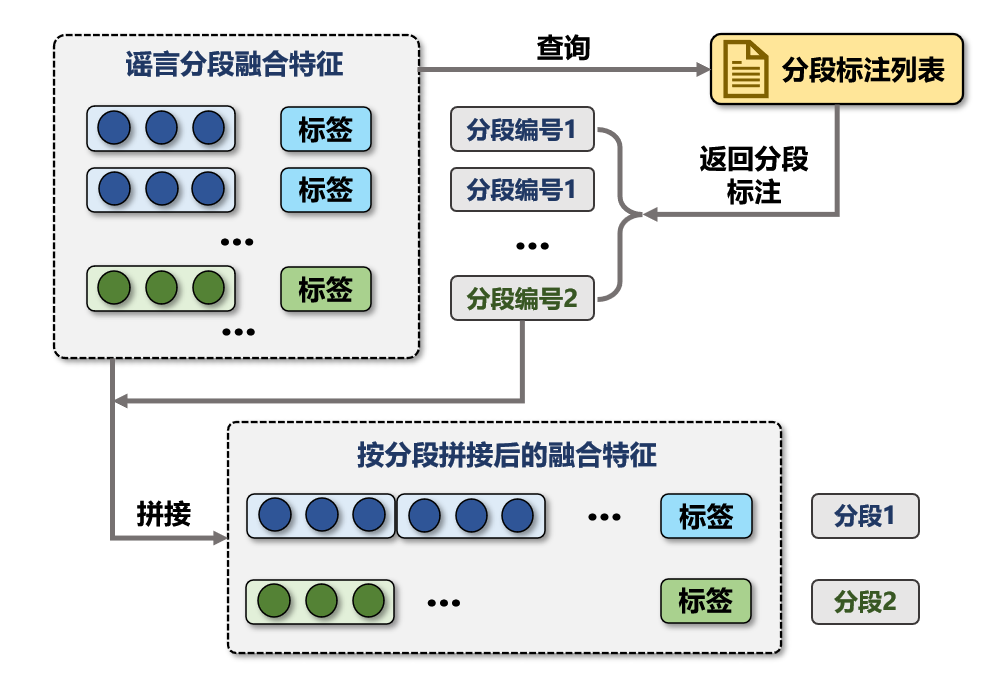 谣言分段融合特征
查询
分段标注列表
标签
分段编号1
返回分段
标注
标签
分段编号1
...
...
标签
分段编号2
...
按分段拼接后的融合特征
拼接
...
标签
分段1
...
标签
分段2